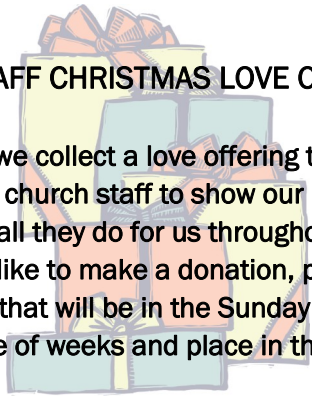 AFF CHRISTMAS LOVE O
we collect a love offering t
church staff to show our
all they do for us througho
like to make a donation, p
that will be in the Sunday
e of weeks and place in th